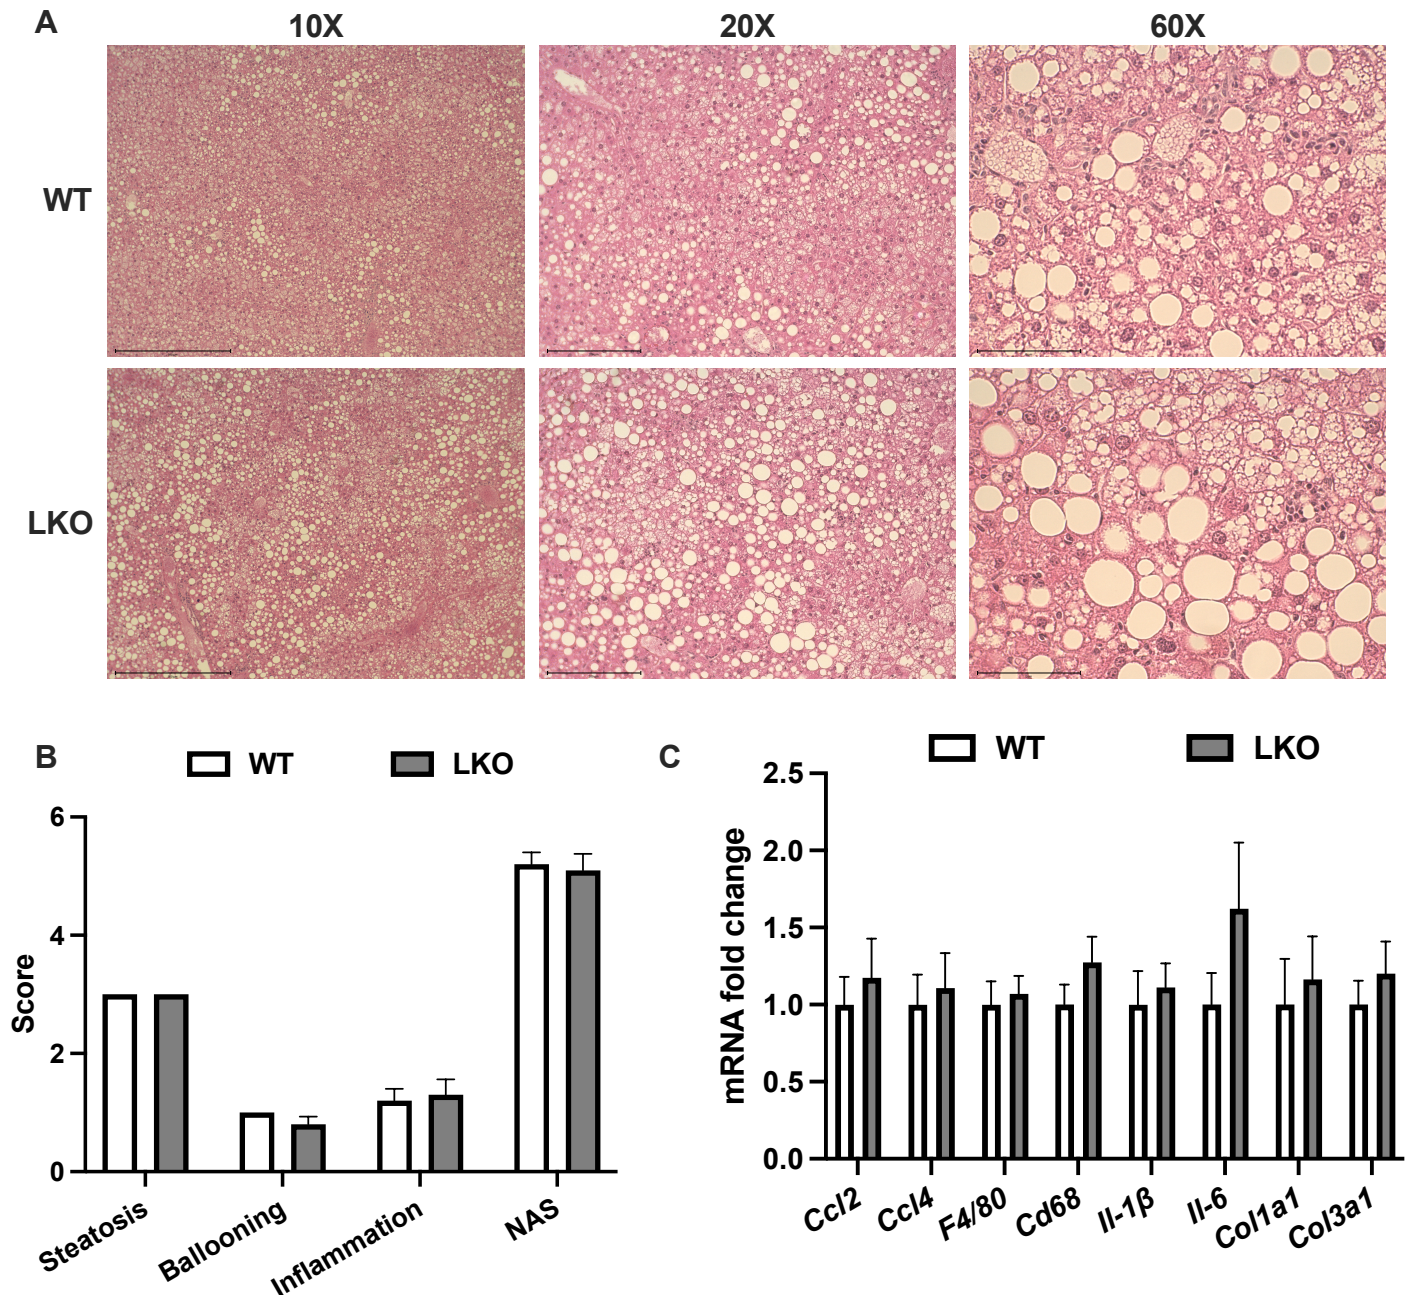 A
10X 20X 60X
WT
LKO
B
WT LKO
Score
6
4
2
0
Steatosis Ballooning Inflammation NAS
C
WT LKO
mRNA fold change
2.5
2.0
1.5
1.0
0.5
0.0
Ccl2 Ccl4 F4/80 Cd68 Il-1β Il-6 Col1a1 Col3a1